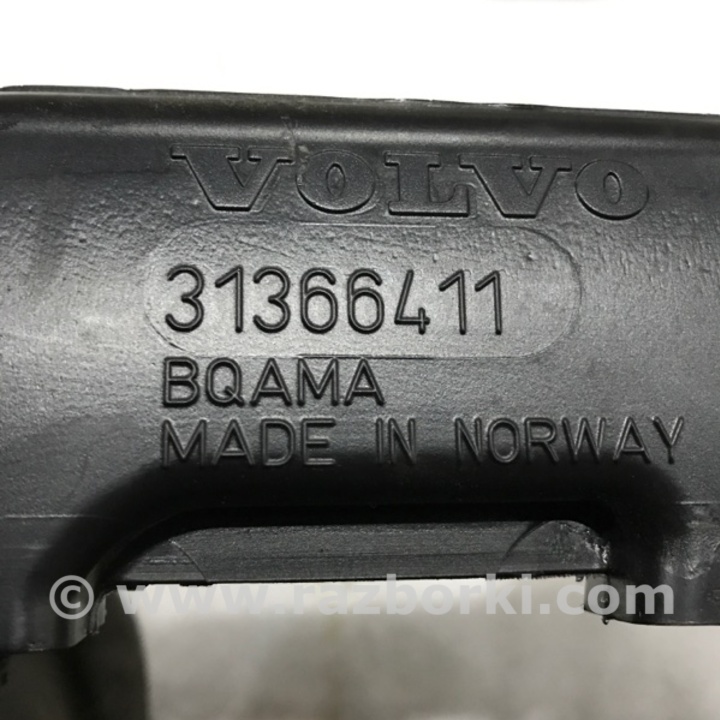 VOLVO
31366411
BQAMA
MADE IN NORWAY
© www.razborki.com